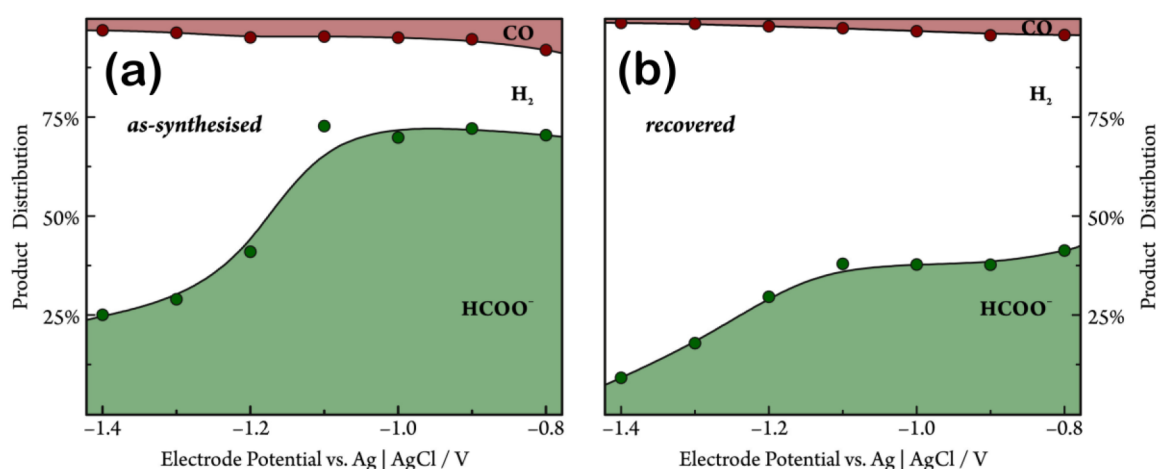 (a)
as-synthesised
CO
H₂
HCOO⁻
75%
50%
25%
Product Distribution
−1.4 −1.2 −1.0 −0.8
Electrode Potential vs. Ag | AgCl / V
(b)
recovered
CO
H₂
HCOO⁻
75%
50%
25%
Product Distribution
−1.4 −1.2 −1.0 −0.8
Electrode Potential vs. Ag | AgCl / V